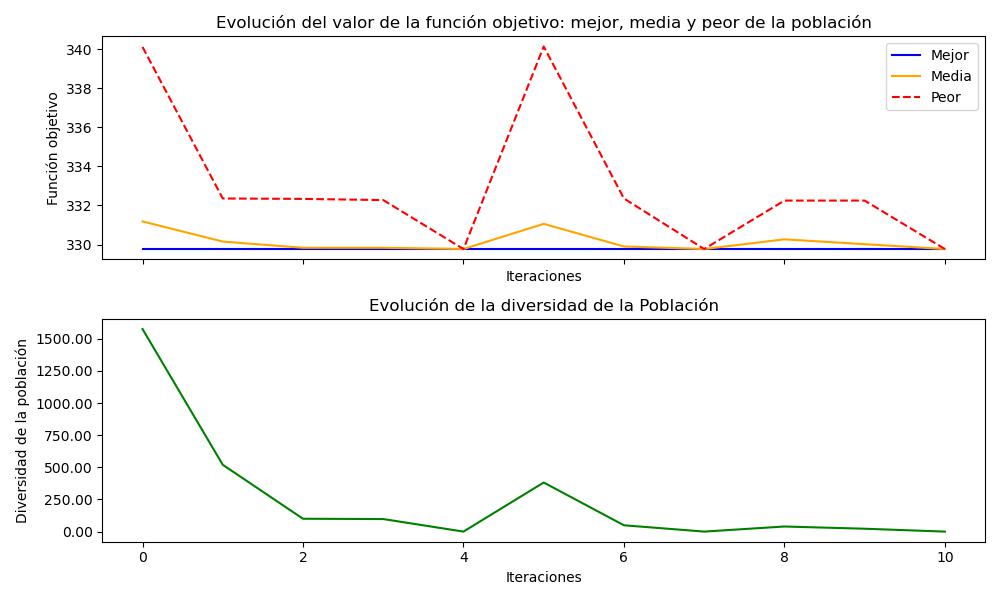 Evolución del valor de la función objetivo: mejor, media y peor de la población
340
338
336
334
332
330
Función objetivo
Mejor
Media
Peor
Iteraciones
Evolución de la diversidad de la Población
1500.00
1250.00
1000.00
750.00
500.00
250.00
0.00
Diversidad de la población
0 2 4 6 8 10
Iteraciones